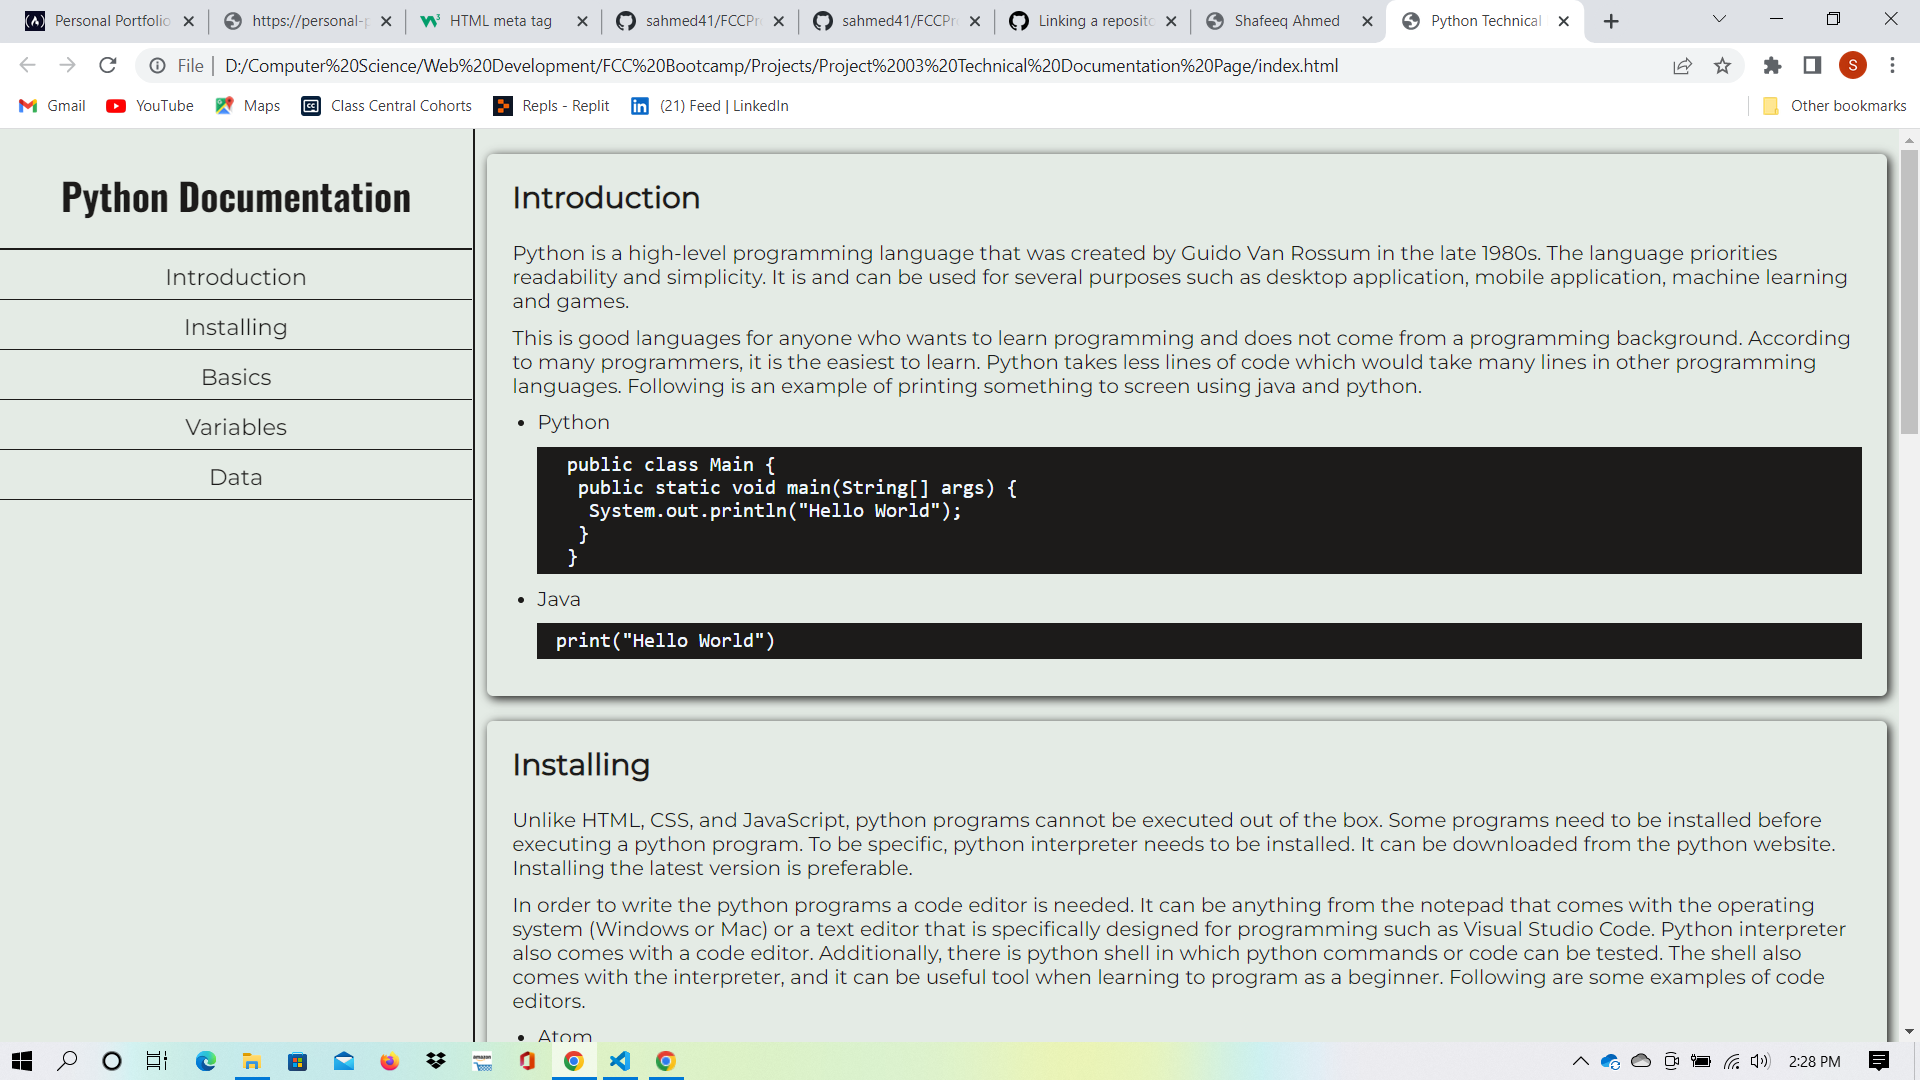 Personal Portfolio
https://personal-p
HTML meta tag
sahmed41/FCCPr
sahmed41/FCCPr
Linking a reposito
Shafeeq Ahmed
Python Technical
File
D:/Computer%20Science/Web%20Development/FCC%20Bootcamp/Projects/Project%2003%20Technical%20Documentation%20Page/index.html
S
Gmail
YouTube
Maps
Class Central Cohorts
Repls - Replit
(21) Feed | LinkedIn
Other bookmarks
Python Documentation
Introduction
Installing
Basics
Variables
Data
Introduction
Python is a high-level programming language that was created by Guido Van Rossum in the late 1980s. The language priorities
readability and simplicity. It is and can be used for several purposes such as desktop application, mobile application, machine learning
and games.
This is good languages for anyone who wants to learn programming and does not come from a programming background. According
to many programmers, it is the easiest to learn. Python takes less lines of code which would take many lines in other programming
languages. Following is an example of printing something to screen using java and python.
• Python
public class Main {
public static void main(String[] args) {
System.out.println("Hello World");
}
}
• Java
print("Hello World")
Installing
Unlike HTML, CSS, and JavaScript, python programs cannot be executed out of the box. Some programs need to be installed before
executing a python program. To be specific, python interpreter needs to be installed. It can be downloaded from the python website.
Installing the latest version is preferable.
In order to write the python programs a code editor is needed. It can be anything from the notepad that comes with the operating
system (Windows or Mac) or a text editor that is specifically designed for programming such as Visual Studio Code. Python interpreter
also comes with a code editor. Additionally, there is python shell in which python commands or code can be tested. The shell also
comes with the interpreter, and it can be useful tool when learning to program as a beginner. Following are some examples of code
editors.
• Atom
2:28 PM